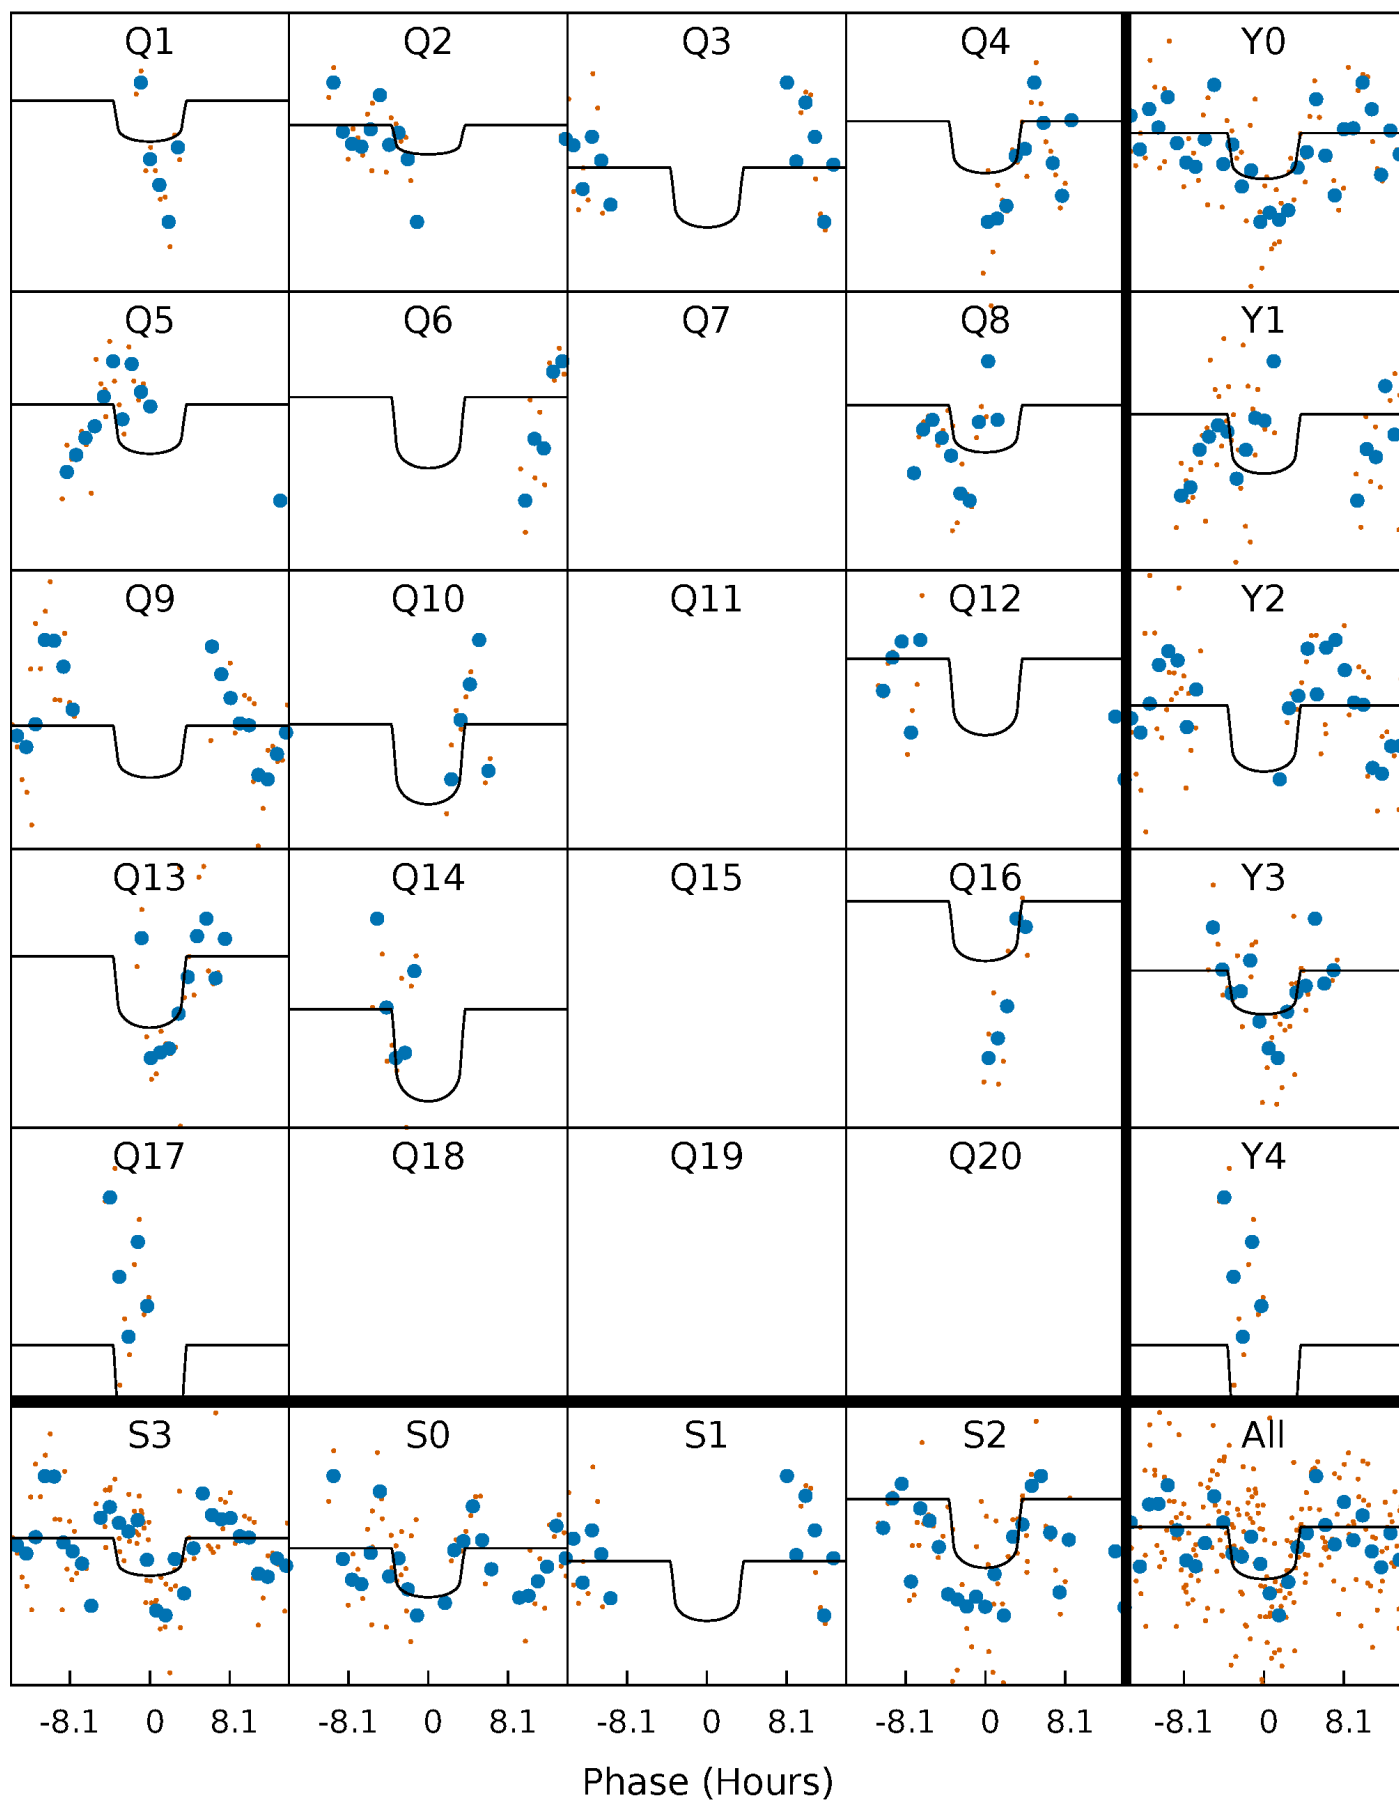 Q1 Q2 Q3 Q4 Y0
Q5 Q6 Q7 Q8 Y1
Q9 Q10 Q11 Q12 Y2
Q13 Q14 Q15 Q16 Y3
Q17 Q18 Q19 Q20 Y4
S3 S0 S1 S2 All
-8.1 0 8.1 -8.1 0 8.1 -8.1 0 8.1 -8.1 0 8.1 -8.1 0 8.1
Phase (Hours)